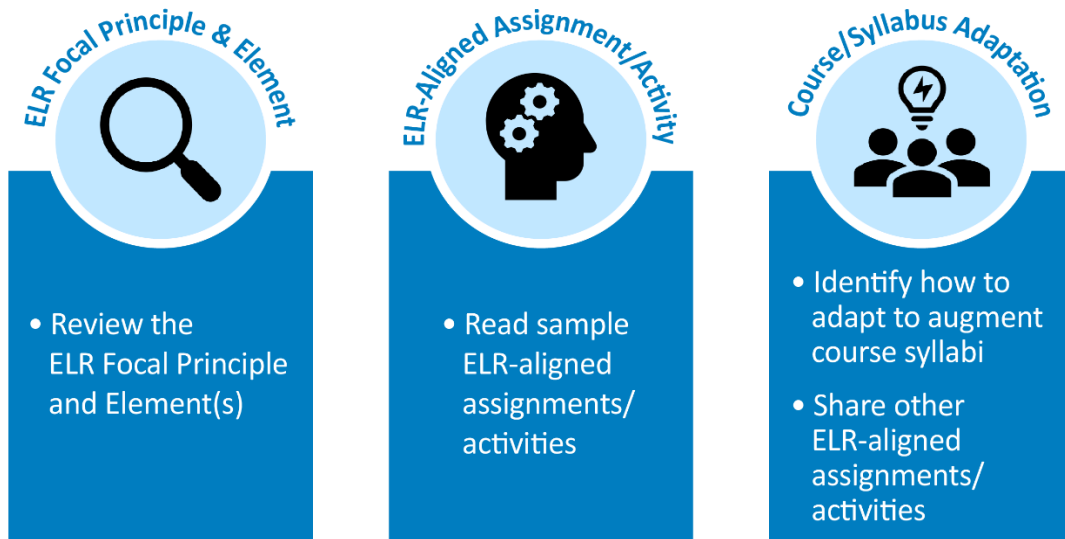 ELR Focal Principle & Element
• Review the
ELR Focal Principle
and Element(s)
ELR-Aligned Assignment/Activity
• Read sample
ELR-aligned
assignments/
activities
Course/Syllabus Adaptation
• Identify how to
adapt to augment
course syllabi
• Share other
ELR-aligned
assignments/
activities